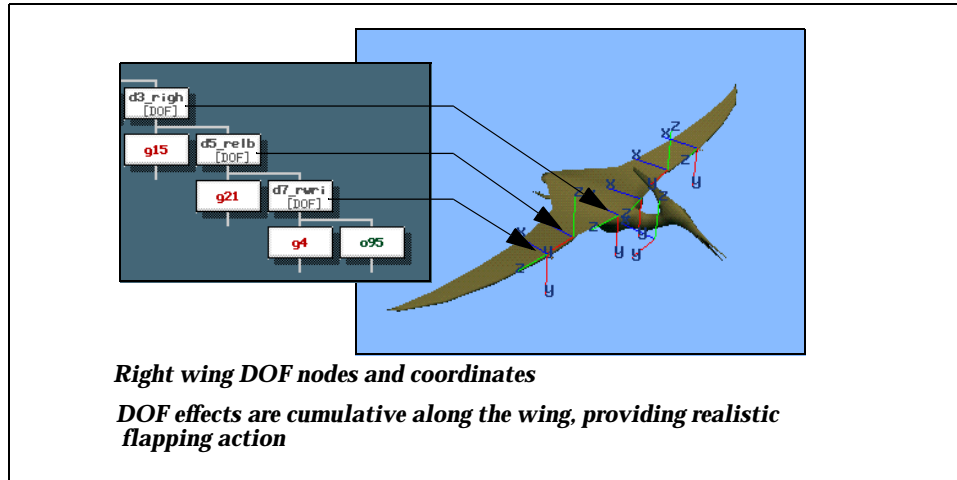 d3_righ
[DOF]
g15
d5_relb
[DOF]
g21
d7_rwri
[DOF]
g4
o95
x
z
x
z
y
y
x
z
z
z
z
x
y
y
y
x
y
z
y
Right wing DOF nodes and coordinates
DOF effects are cumulative along the wing, providing realistic
flapping action